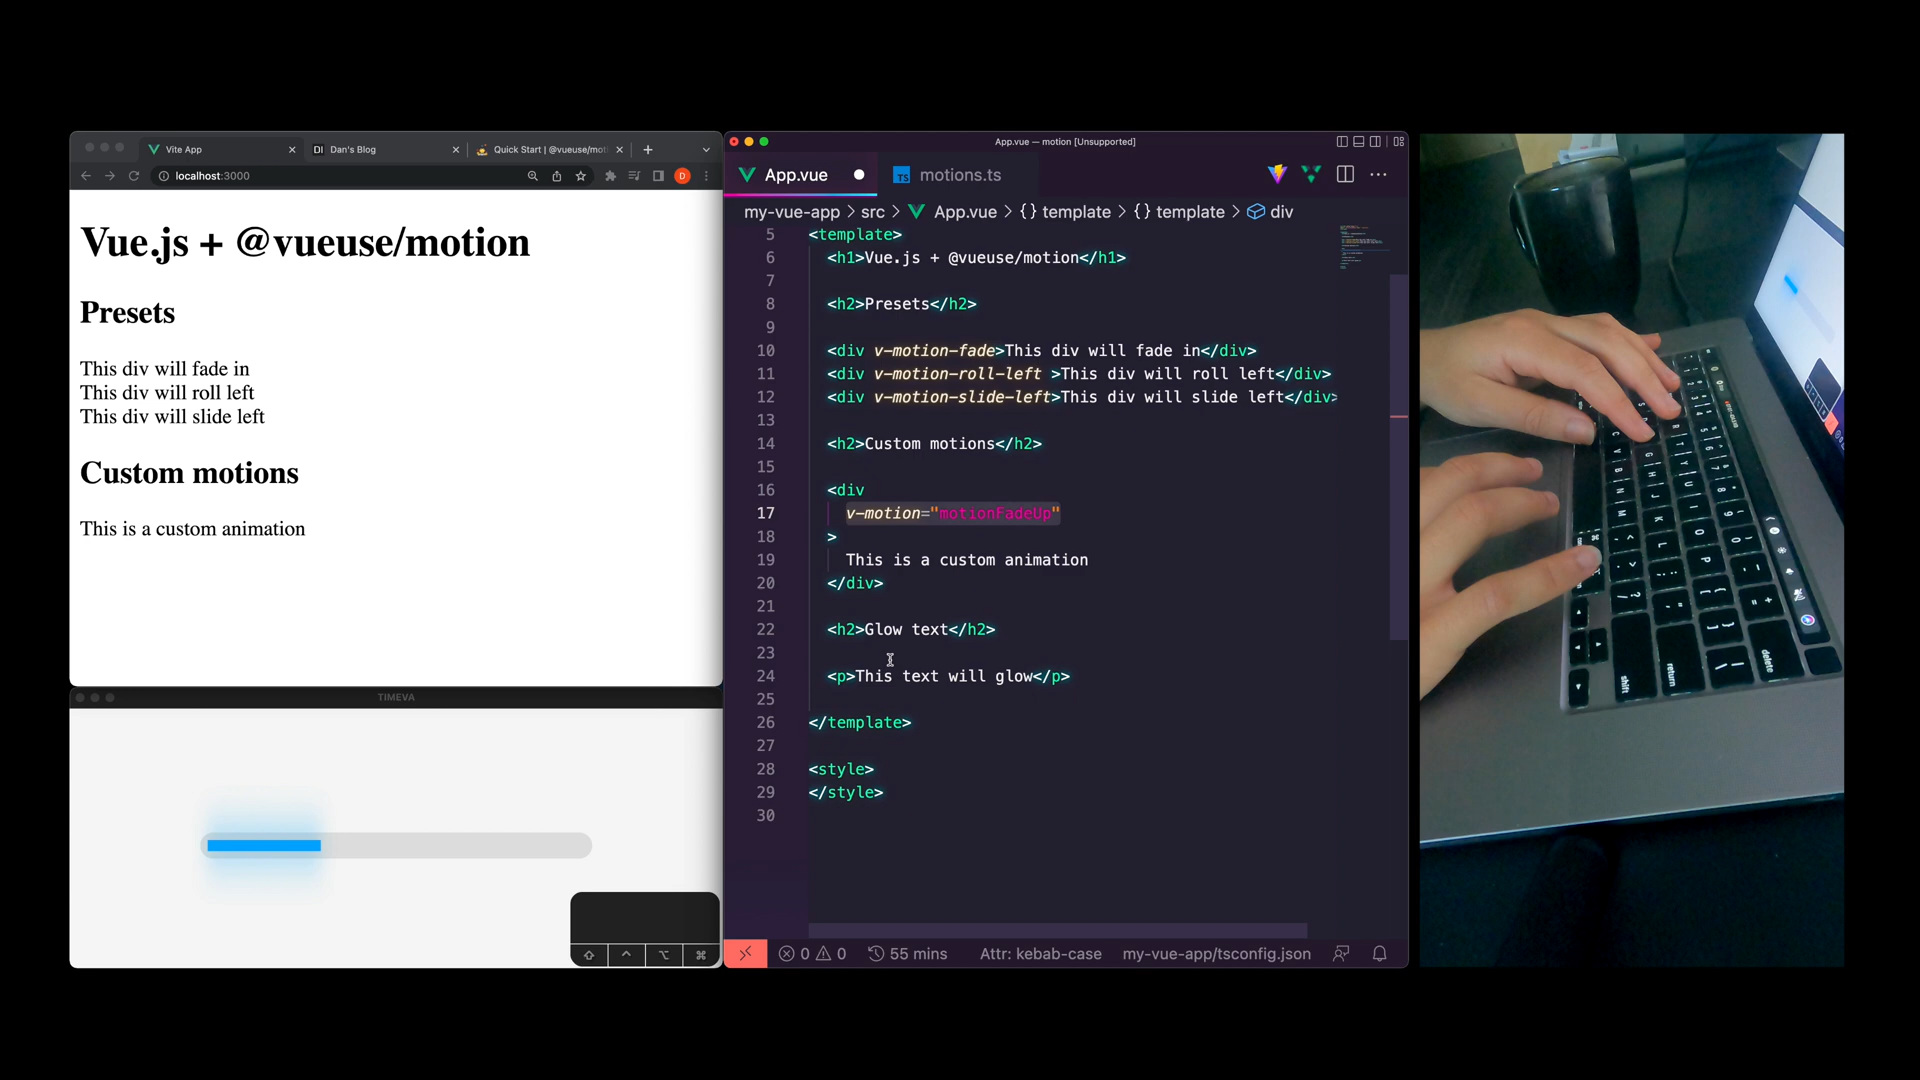 Vite App
DI Dan's Blog
Quick Start | @vueuse/mot
localhost:3000
D
Vue.js + @vueuse/motion
Presets
This div will fade in
This div will roll left
This div will slide left
Custom motions
This is a custom animation
TIMEVA
App.vue — motion [Unsupported]
App.vue
TS motions.ts
my-vue-app > src > App.vue > {} template > {} template > div
5 <template>
6 <h1>Vue.js + @vueuse/motion</h1>
7
8 <h2>Presets</h2>
9
10 <div v-motion-fade>This div will fade in</div>
11 <div v-motion-roll-left >This div will roll left</div>
12 <div v-motion-slide-left>This div will slide left</div>
13
14 <h2>Custom motions</h2>
15
16 <div
17 v-motion="motionFadeUp"
18 >
19 This is a custom animation
20 </div>
21
22 <h2>Glow text</h2>
23
24 <p>This text will glow</p>
25
26 </template>
27
28 <style>
29 </style>
30
0 0 55 mins Attr: kebab-case my-vue-app/tsconfig.json
delete
return
shift